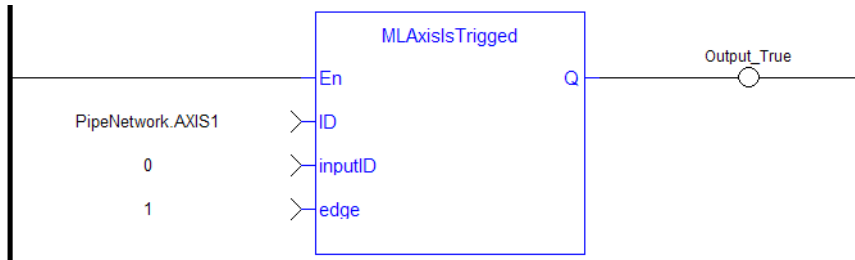 MLAxisIsTrigged
Output_True
En
Q
PipeNetwork.AXIS1
ID
0
inputID
1
edge